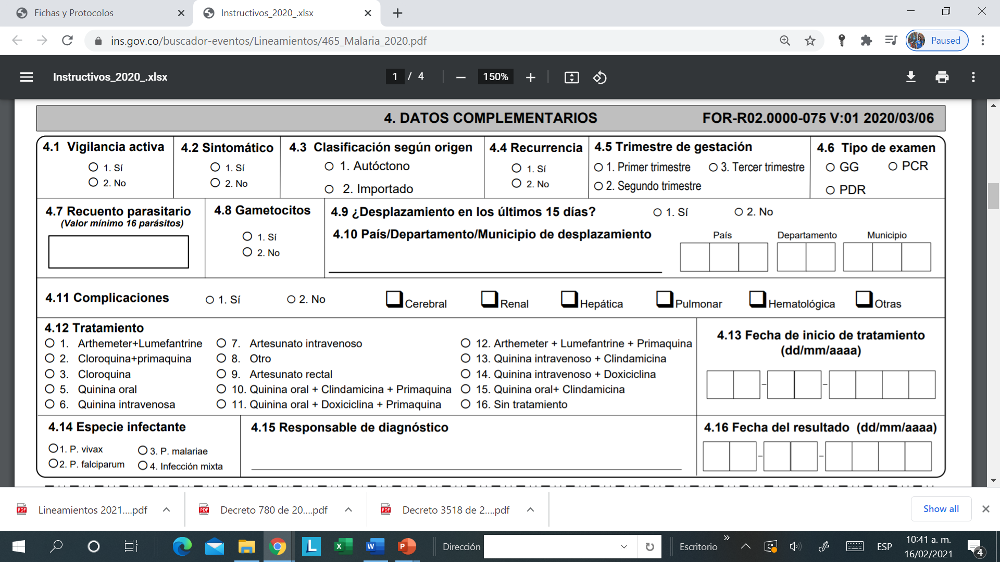 Fichas y Protocolos
Instructivos_2020_.xlsx
ins.gov.co/buscador-eventos/Lineamientos/465_Malaria_2020.pdf
Paused
Instructivos_2020_.xlsx
1 / 4
150%
4. DATOS COMPLEMENTARIOS FOR-R02.0000-075 V:01 2020/03/06
4.1 Vigilancia activa
1. Sí
2. No
4.2 Sintomático
1. Sí
2. No
4.3 Clasificación según origen
1. Autóctono
2. Importado
4.4 Recurrencia
1. Sí
2. No
4.5 Trimestre de gestación
1. Primer trimestre 3. Tercer trimestre
2. Segundo trimestre
4.6 Tipo de examen
GG PCR
PDR
4.7 Recuento parasitario
(Valor mínimo 16 parásitos)
4.8 Gametocitos
1. Sí
2. No
4.9 ¿Desplazamiento en los últimos 15 días? 1. Sí 2. No
4.10 País/Departamento/Municipio de desplazamiento
País Departamento Municipio
4.11 Complicaciones 1. Sí 2. No Cerebral Renal Hepática Pulmonar Hematológica Otras
4.12 Tratamiento
1. Arthemeter+Lumefantrine
2. Cloroquina+primaquina
3. Cloroquina
5. Quinina oral
6. Quinina intravenosa
7. Artesunato intravenoso
8. Otro
9. Artesunato rectal
10. Quinina oral + Clindamicina + Primaquina
11. Quinina oral + Doxiciclina + Primaquina
12. Arthemeter + Lumefantrine + Primaquina
13. Quinina intravenoso + Clindamicina
14. Quinina intravenoso + Doxiciclina
15. Quinina oral+ Clindamicina
16. Sin tratamiento
4.13 Fecha de inicio de tratamiento
(dd/mm/aaaa)
4.14 Especie infectante
1. P. vivax
2. P. falciparum
3. P. malariae
4. Infección mixta
4.15 Responsable de diagnóstico
4.16 Fecha del resultado (dd/mm/aaaa)
Lineamientos 2021....pdf
Decreto 780 de 20....pdf
Decreto 3518 de 2....pdf
Show all
Dirección
Escritorio
ESP
10:41 a. m.
16/02/2021
4